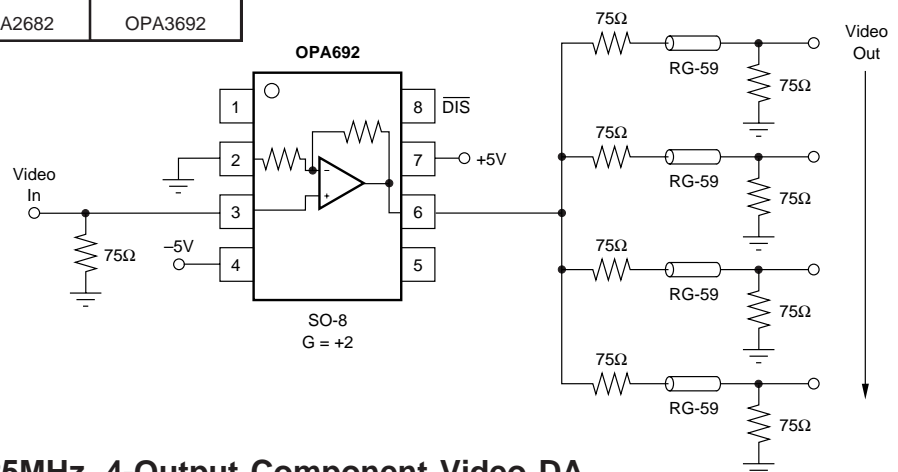 A2682 OPA3692
OPA692
1
8 DIS
2
7 +5V
Video
In
3
6
75Ω
–5V
4
5
SO-8
G = +2
75Ω
RG-59
75Ω
Video
Out
75Ω
RG-59
75Ω
75Ω
RG-59
75Ω
75Ω
RG-59
75Ω
5MHz, 4-Output Component Video DA